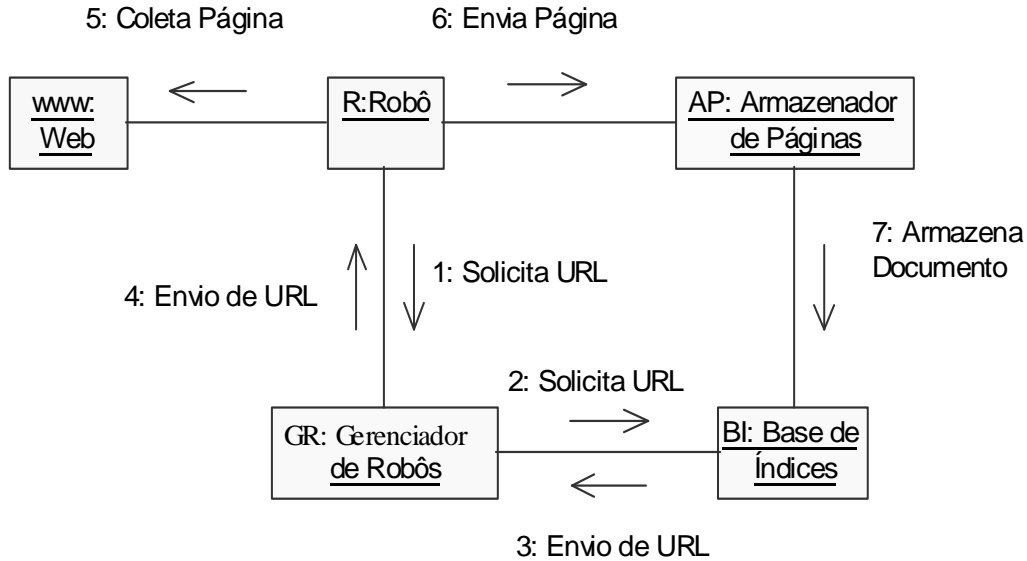 5: Coleta Página
6: Envia Página
www:
Web
R:Robô
AP: Armazenador
de Páginas
7: Armazena
Documento
1: Solicita URL
4: Envio de URL
2: Solicita URL
GR: Gerenciador
de Robôs
BI: Base de
Índices
3: Envio de URL